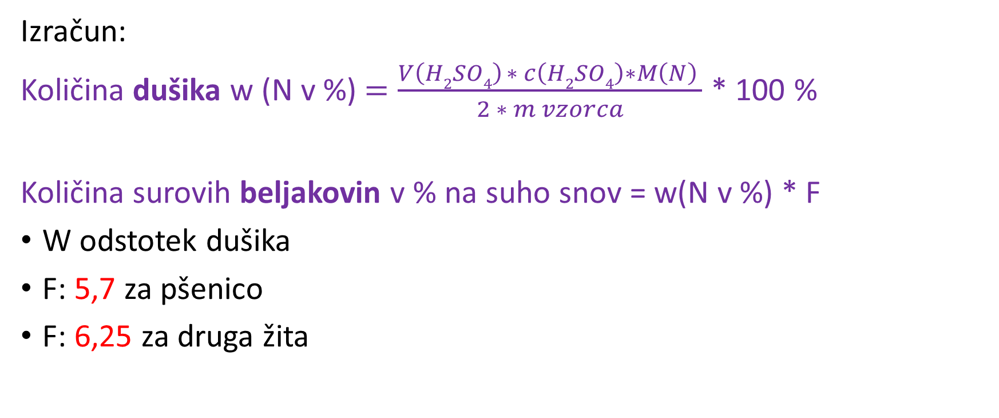 Izračun:
Količina dušika w (N v %) = \frac{V(H_2SO_4) * c(H_2SO_4)*M(N)}{2 * m vzorca} * 100 %
Količina surovih beljakovin v % na suho snov = w(N v %) * F
• W odstotek dušika
• F: 5,7 za pšenico
• F: 6,25 za druga žita